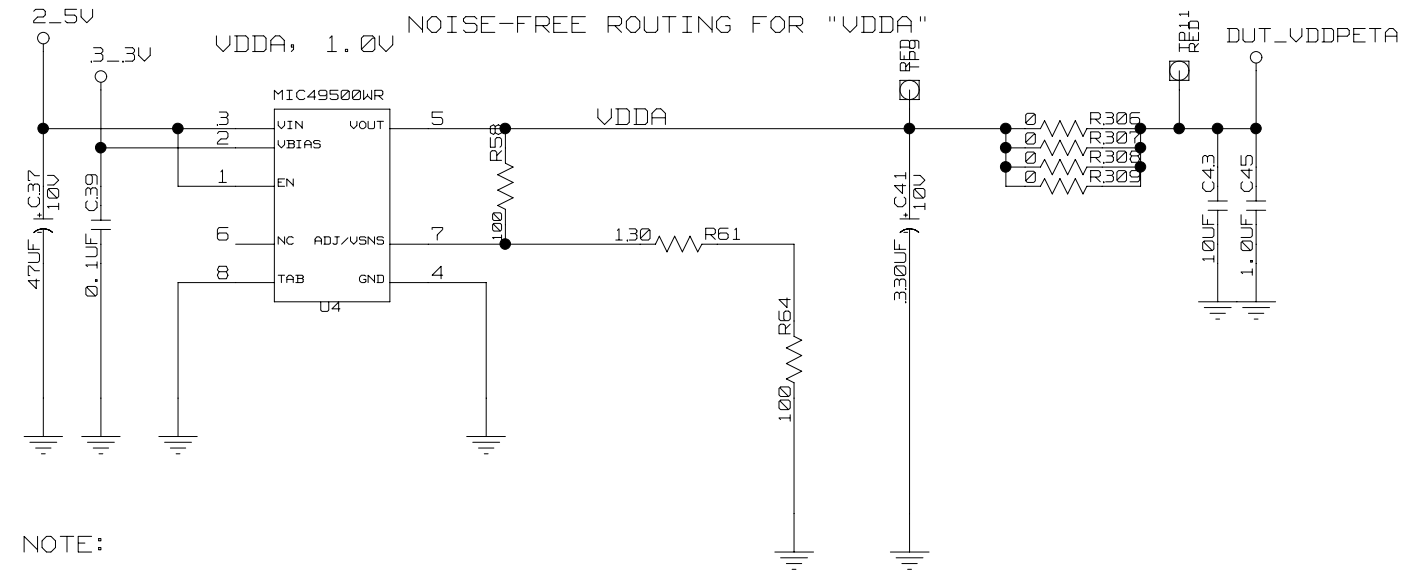 2_5V
NOISE-FREE ROUTING FOR "VDDA"
VDDA, 1.0V
3_3V
RED
TP9
TP11
RED
DUT_VDDPETA
MIC49500WR
3
VIN
VOUT
5
VDDA
2
VBIAS
1
EN
6
NC
ADJ/VSNS
7
8
TAB
GND
4
U4
C37
10V
47UF
C39
0.1UF
R58
100
130
R61
R64
100
C41
10V
330UF
0
R306
0
R307
0
R308
0
R309
C43
10UF
C45
1.0UF
NOTE: